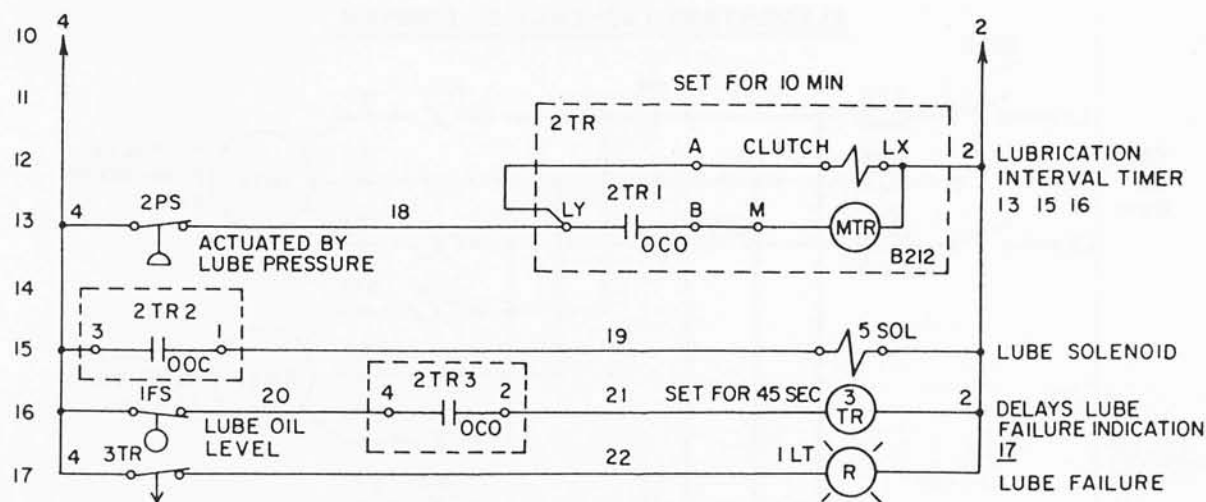 10 4 2
11 SET FOR 10 MIN
2TR
12 A CLUTCH LX 2 LUBRICATION
INTERVAL TIMER
13 15 16
2TR1
13 4 2PS 18 LY B M MTR
OCO
B212
ACTUATED BY
LUBE PRESSURE
14
2TR2
15 3 1 19 5 SOL LUBE SOLENOID
OOC
2TR3
16 1FS 20 4 2 21 SET FOR 45 SEC 3 TR 2 DELAYS LUBE
FAILURE INDICATION
17
OCO
LUBE OIL
LEVEL
3TR
17 4 22 1 LT R LUBE FAILURE